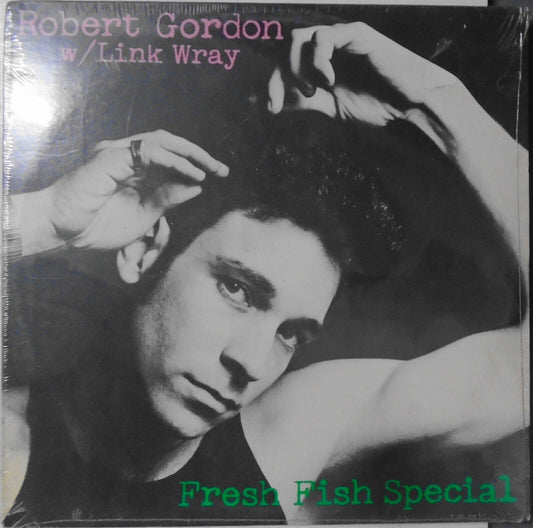 Robert Gordon
w/Link Wray
Fresh Fish Special